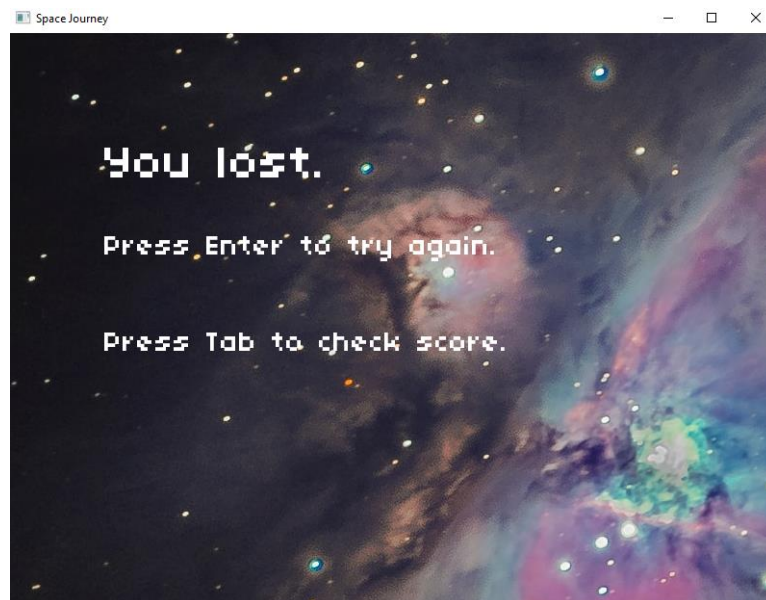 Space Journey
You lost.
Press Enter to try again.
Press Tab to check score.